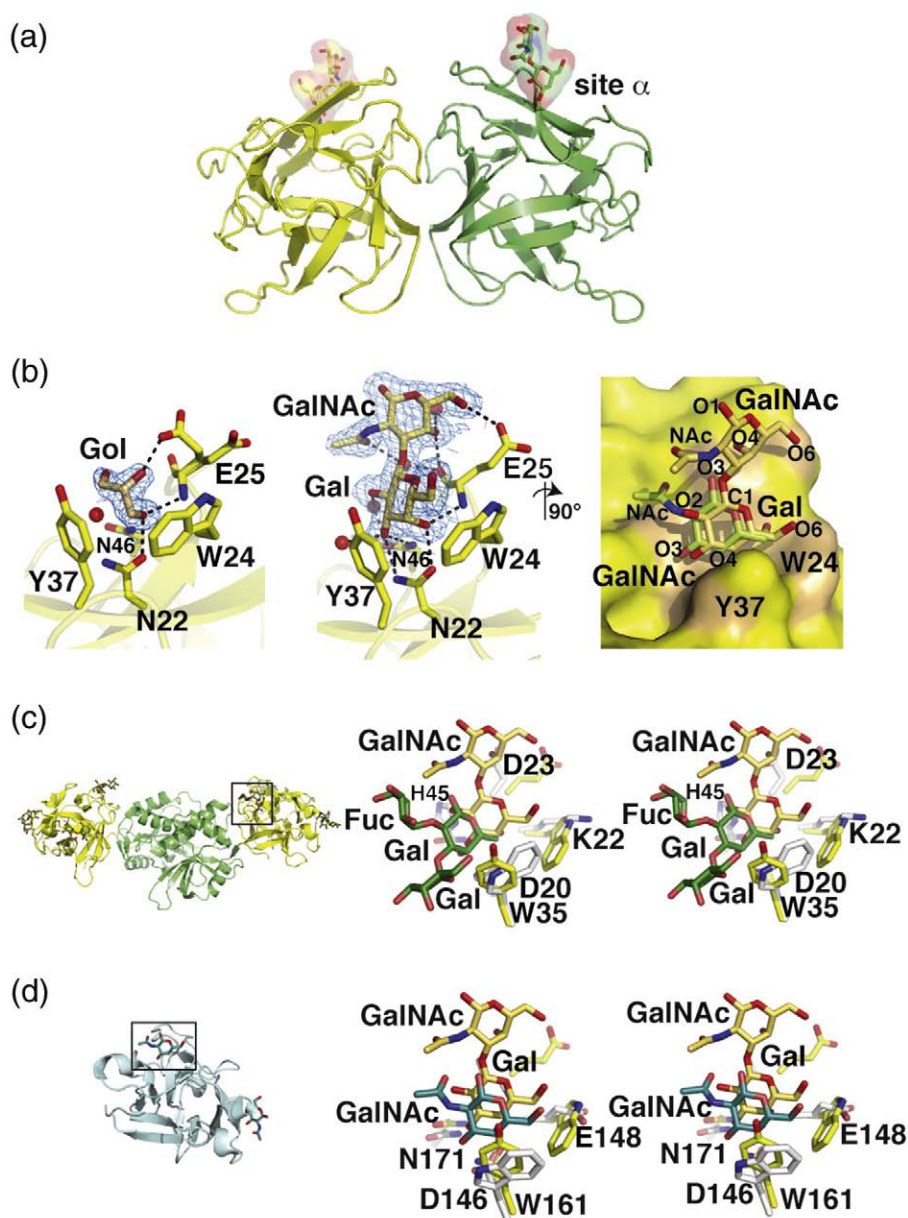 (a)
site α
(b)
Gol
E25
N46
W24
Y37
N22
GalNAc
Gal
E25
90°
N46
W24
Y37
N22
O1
GalNAc
NAc
O4
O6
O3
O2
C1
Gal
NAc
O6
O3
O4
W24
GalNAc
Y37
(c)
GalNAc
D23
H45
Fuc
K22
Gal
D20
Gal
W35
GalNAc
D23
H45
Fuc
K22
Gal
D20
Gal
W35
(d)
GalNAc
Gal
GalNAc
E148
N171
D146
W161
GalNAc
Gal
GalNAc
E148
N171
D146
W161